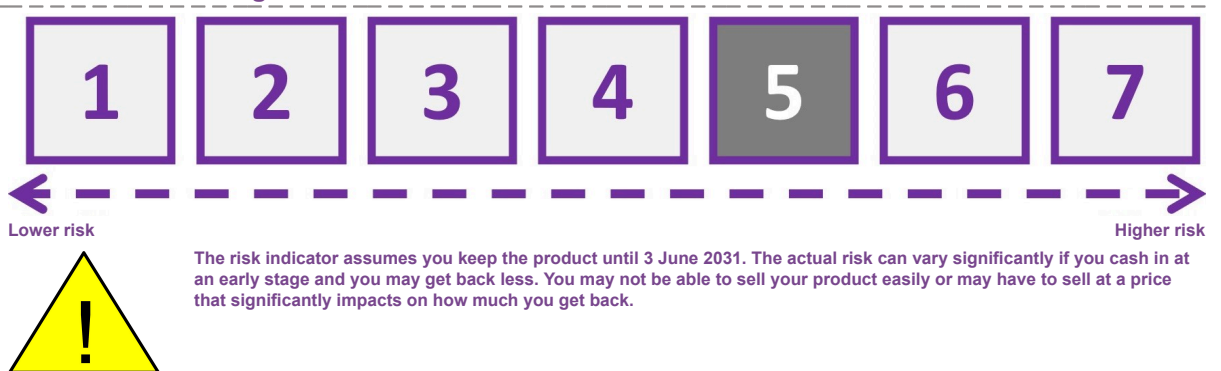 1 2 3 4 5 6 7
Lower risk Higher risk
The risk indicator assumes you keep the product until 3 June 2031. The actual risk can vary significantly if you cash in at
an early stage and you may get back less. You may not be able to sell your product easily or may have to sell at a price
that significantly impacts on how much you get back.
!